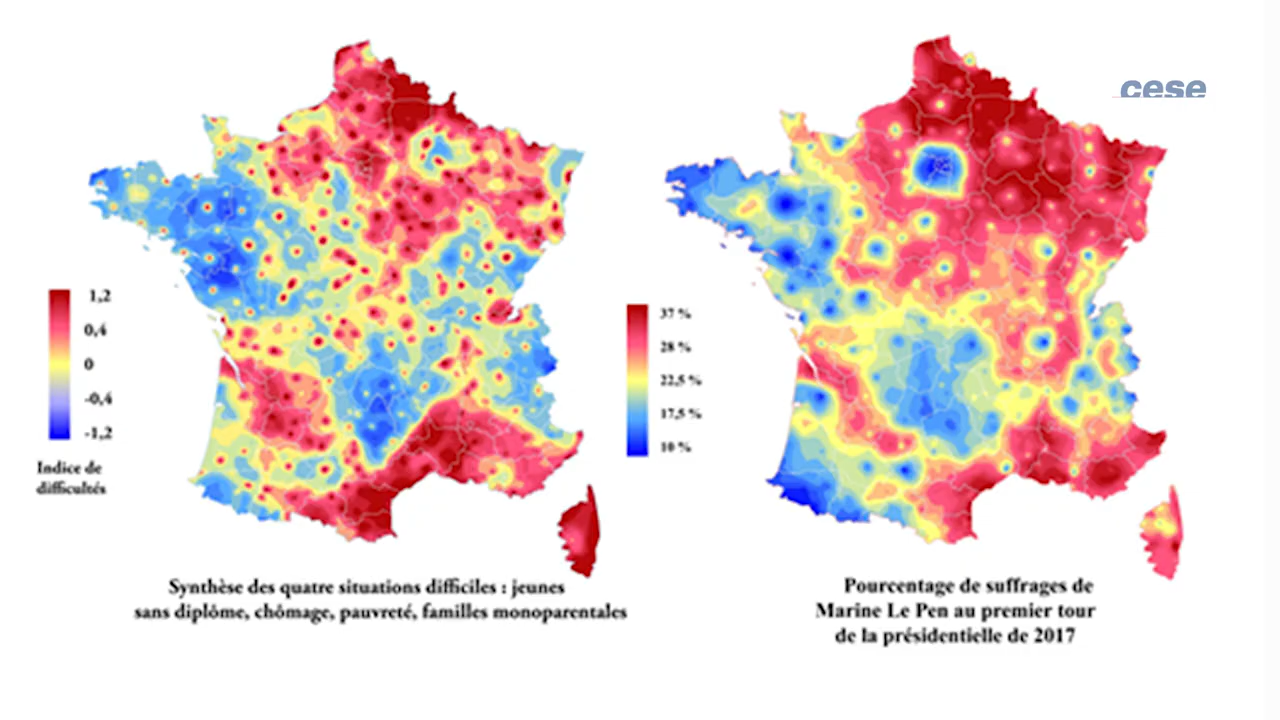 cese
1,2
0,4
0
-0,4
-1,2
Indice de
difficultés
Synthèse des quatre situations difficiles : jeunes
sans diplôme, chômage, pauvreté, familles monoparentales
37 %
28 %
22,5 %
17,5 %
10 %
Pourcentage de suffrages de
Marine Le Pen au premier tour
de la présidentielle de 2017